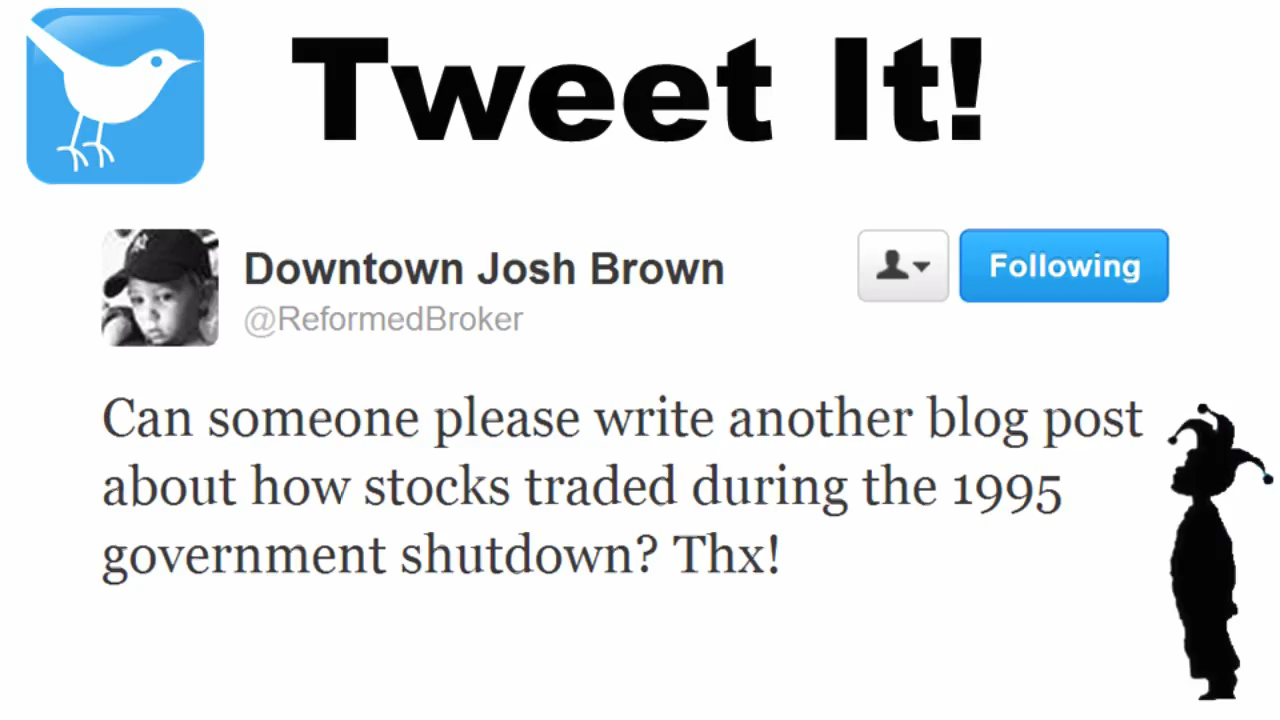 Tweet It!
Downtown Josh Brown
Following
@ReformedBroker
Can someone please write another blog post
about how stocks traded during the 1995
government shutdown? Thx!